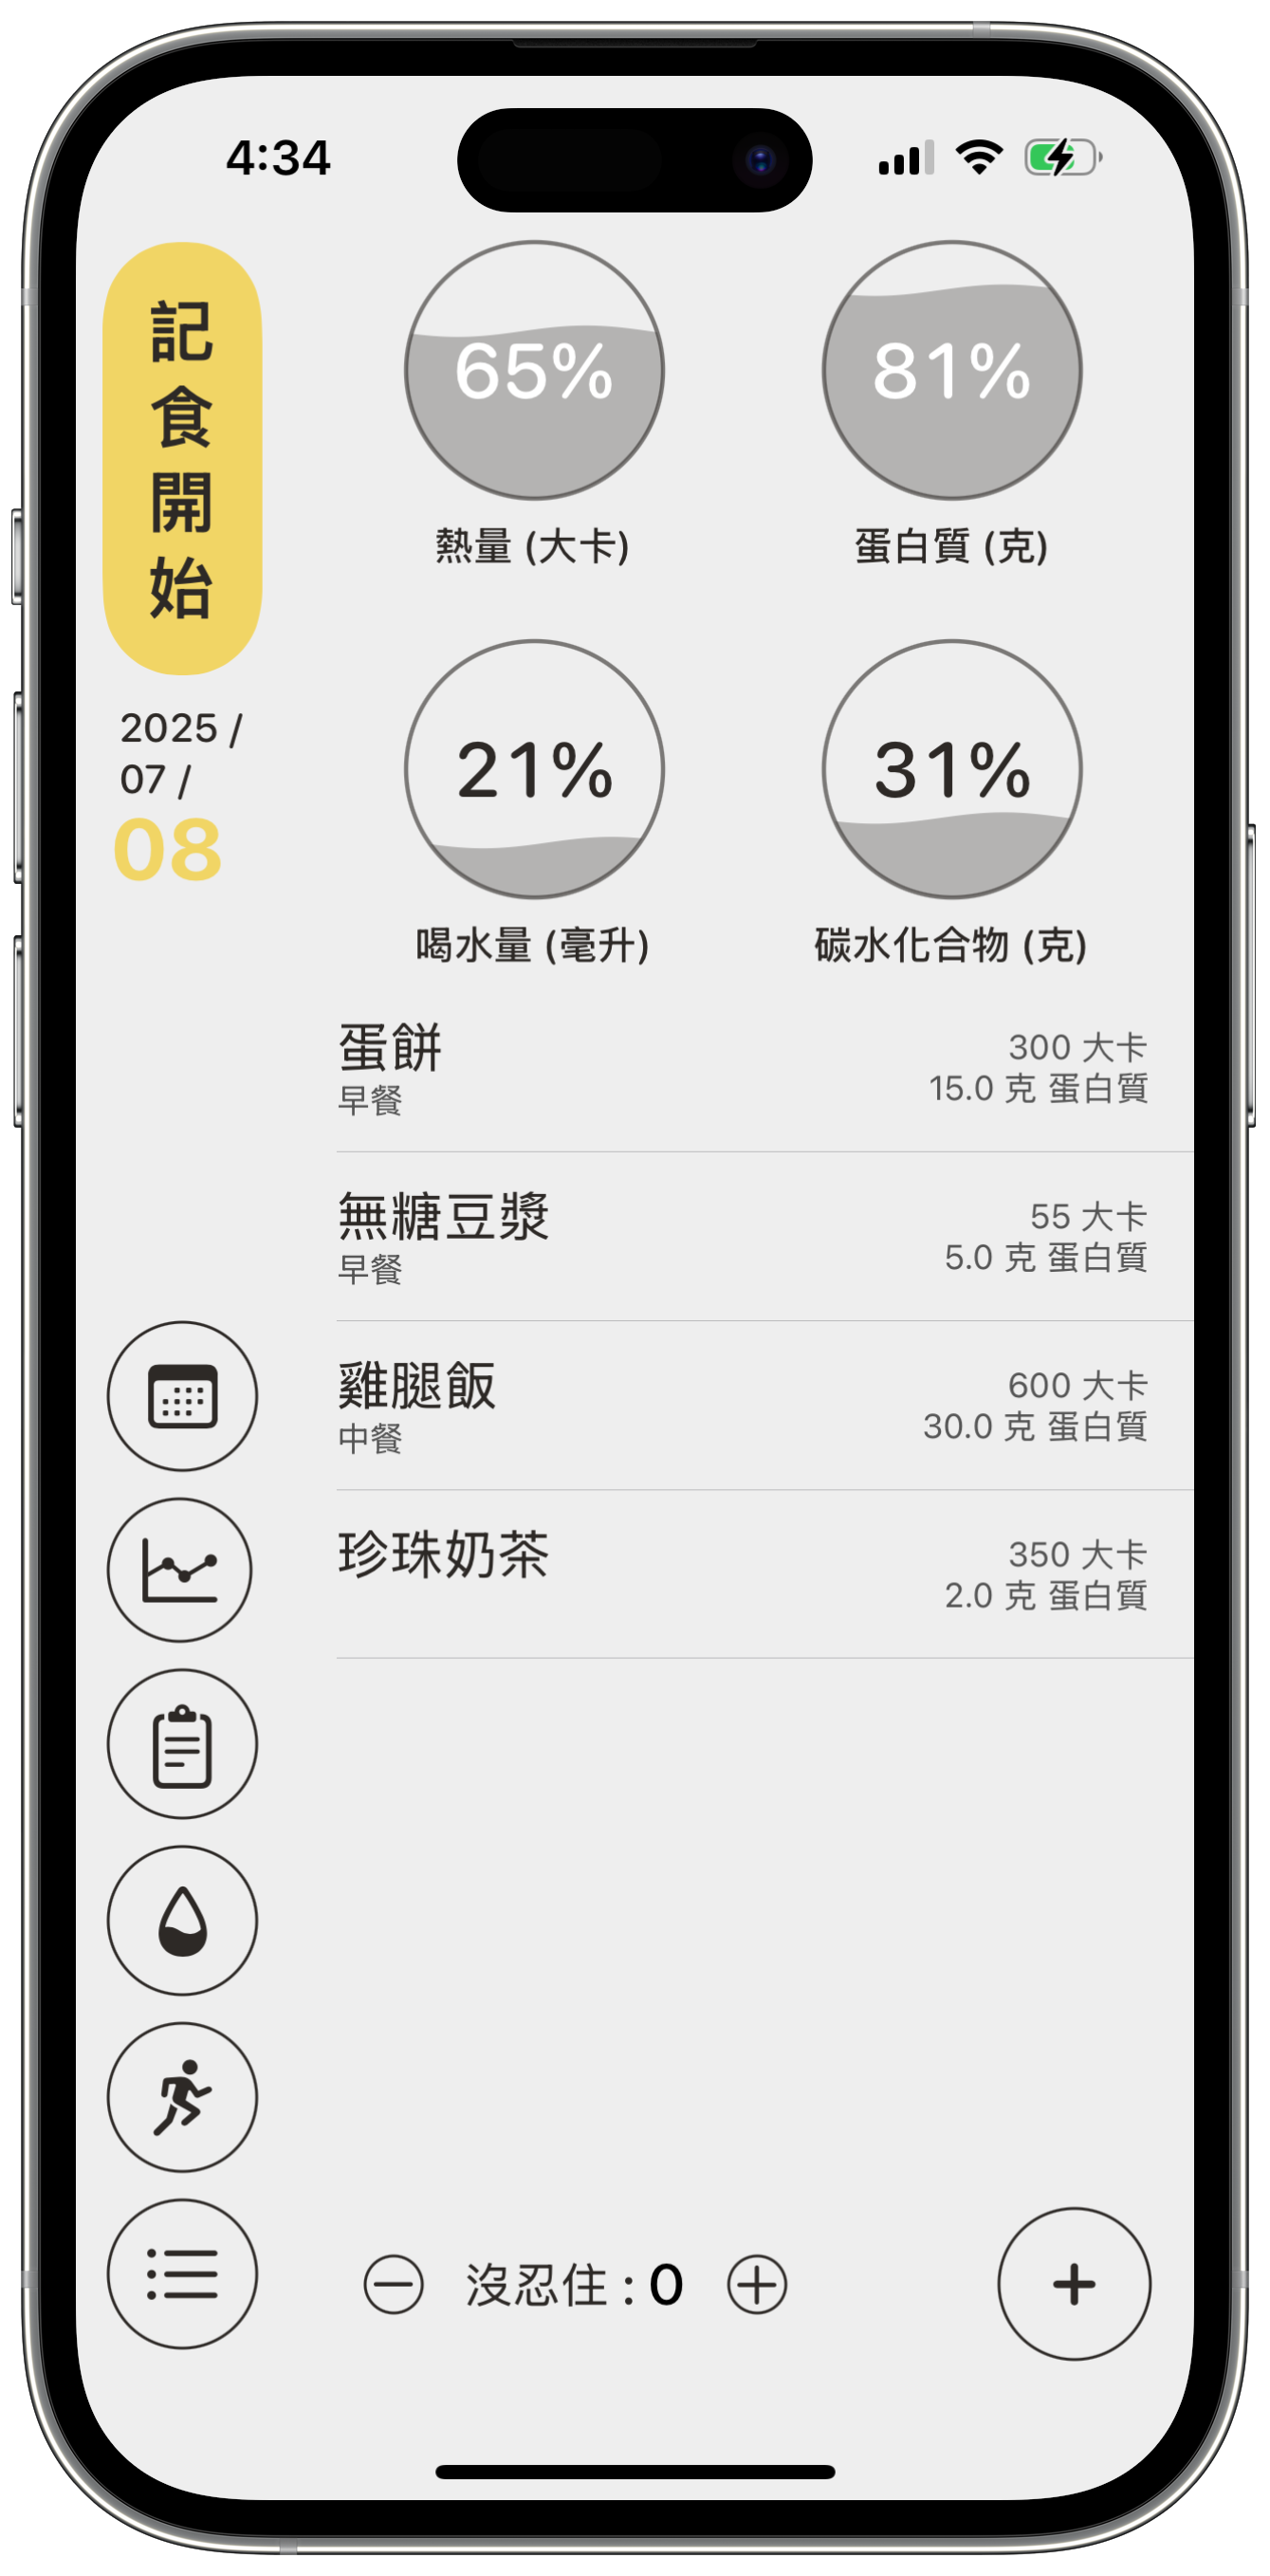 4:34
記食開始
2025 /
07 /
08
65%
熱量 (大卡)
81%
蛋白質 (克)
21%
喝水量 (毫升)
31%
碳水化合物 (克)
蛋餅
早餐
300 大卡
15.0 克 蛋白質
無糖豆漿
早餐
55 大卡
5.0 克 蛋白質
雞腿飯
中餐
600 大卡
30.0 克 蛋白質
珍珠奶茶
350 大卡
2.0 克 蛋白質
沒忍住 : 0